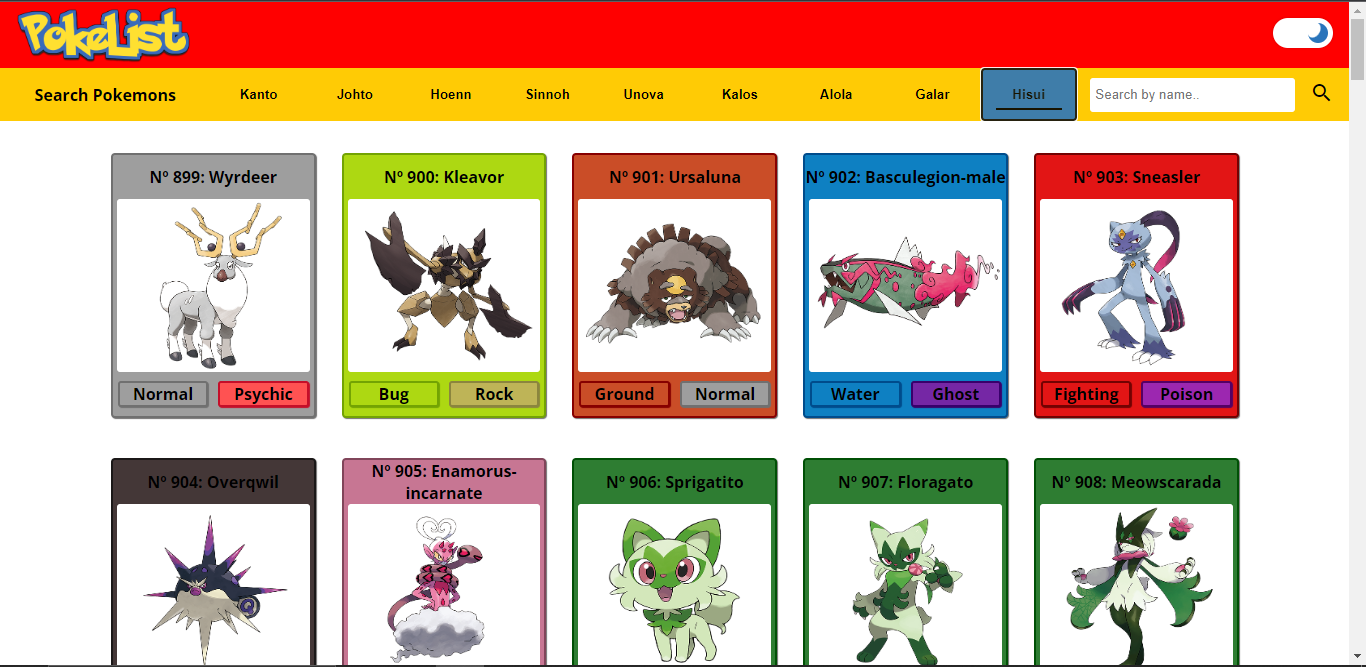 PokeList
Search Pokemons
Kanto
Johto
Hoenn
Sinnoh
Unova
Kalos
Alola
Galar
Hisui
Search by name..
Nº 899: Wyrdeer
Nº 900: Kleavor
Nº 901: Ursaluna
Nº 902: Basculegion-male
Nº 903: Sneasler
Normal
Psychic
Bug
Rock
Ground
Normal
Water
Ghost
Fighting
Poison
Nº 904: Overqwil
Nº 905: Enamorus-
incarnate
Nº 906: Sprigatito
Nº 907: Floragato
Nº 908: Meowscarada